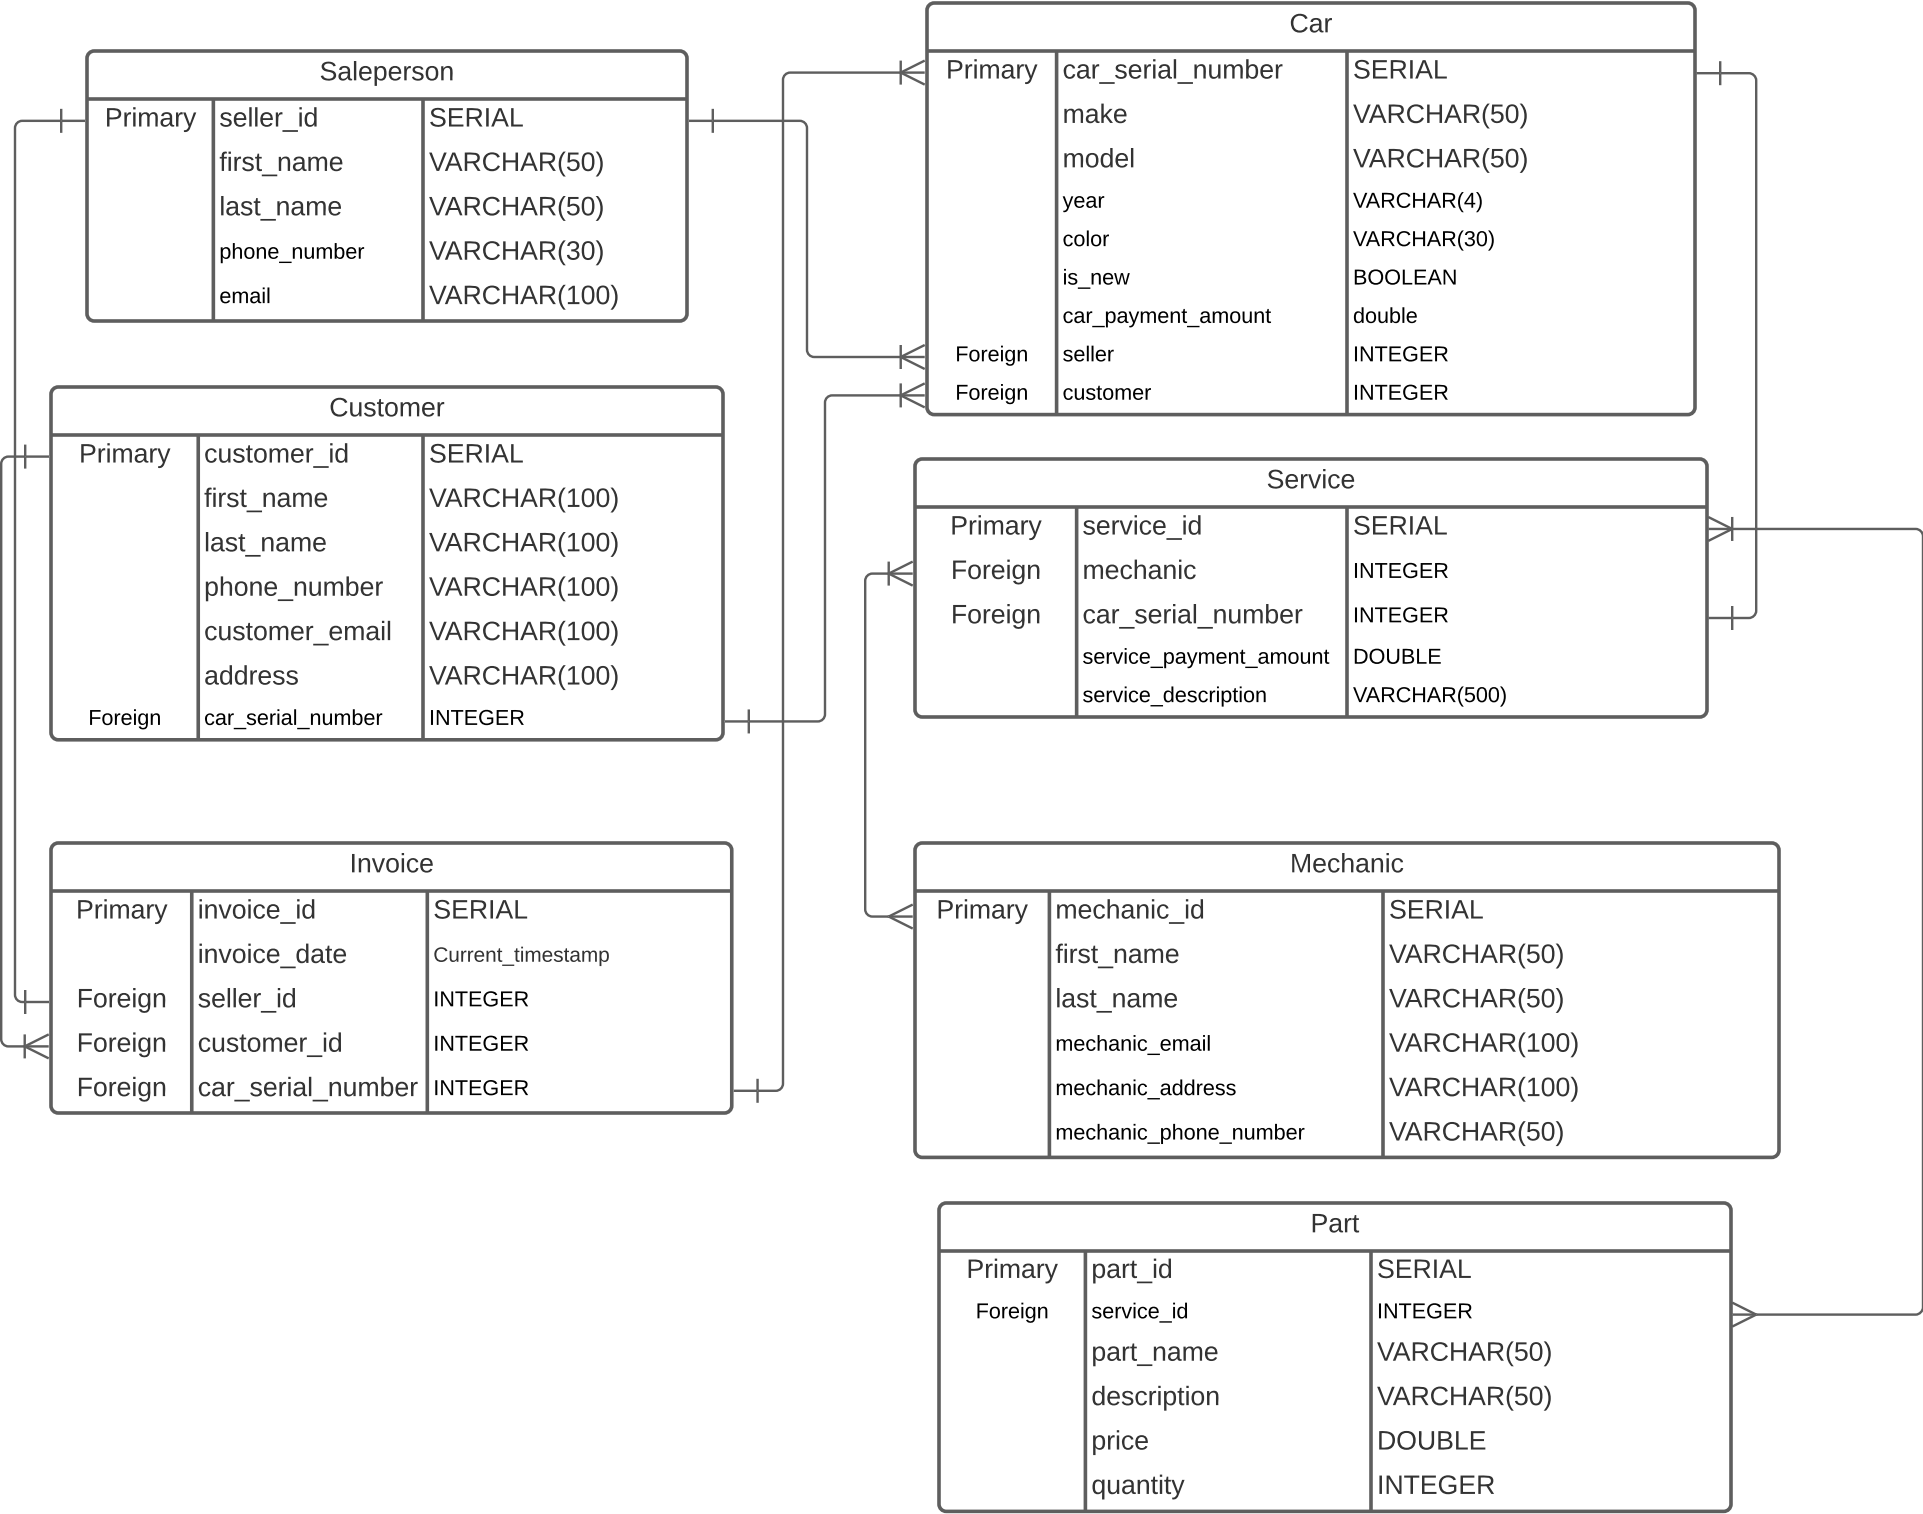 Saleperson
Primary seller_id SERIAL
first_name VARCHAR(50)
last_name VARCHAR(50)
phone_number VARCHAR(30)
email VARCHAR(100)
Customer
Primary customer_id SERIAL
first_name VARCHAR(100)
last_name VARCHAR(100)
phone_number VARCHAR(100)
customer_email VARCHAR(100)
address VARCHAR(100)
Foreign car_serial_number INTEGER
Invoice
Primary invoice_id SERIAL
invoice_date Current_timestamp
Foreign seller_id INTEGER
Foreign customer_id INTEGER
Foreign car_serial_number INTEGER
Car
Primary car_serial_number SERIAL
make VARCHAR(50)
model VARCHAR(50)
year VARCHAR(4)
color VARCHAR(30)
is_new BOOLEAN
car_payment_amount double
Foreign seller INTEGER
Foreign customer INTEGER
Service
Primary service_id SERIAL
Foreign mechanic INTEGER
Foreign car_serial_number INTEGER
service_payment_amount DOUBLE
service_description VARCHAR(500)
Mechanic
Primary mechanic_id SERIAL
first_name VARCHAR(50)
last_name VARCHAR(50)
mechanic_email VARCHAR(100)
mechanic_address VARCHAR(100)
mechanic_phone_number VARCHAR(50)
Part
Primary part_id SERIAL
Foreign service_id INTEGER
part_name VARCHAR(50)
description VARCHAR(50)
price DOUBLE
quantity INTEGER